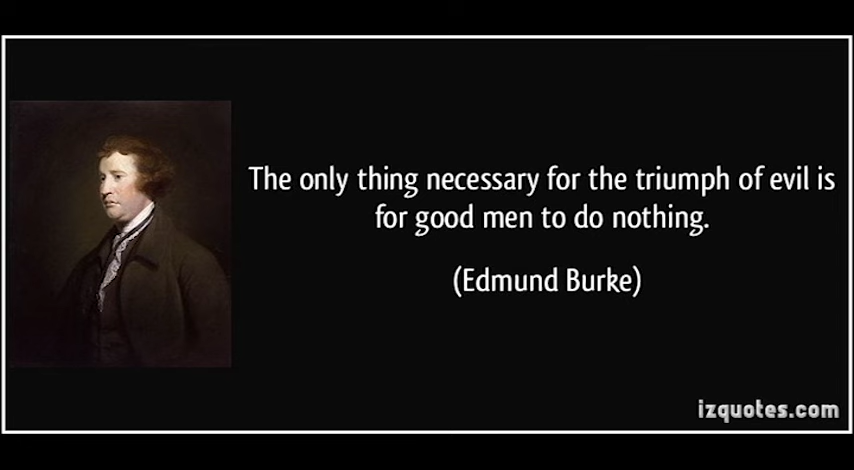 The only thing necessary for the triumph of evil is
for good men to do nothing.
(Edmund Burke)
izquotes.com